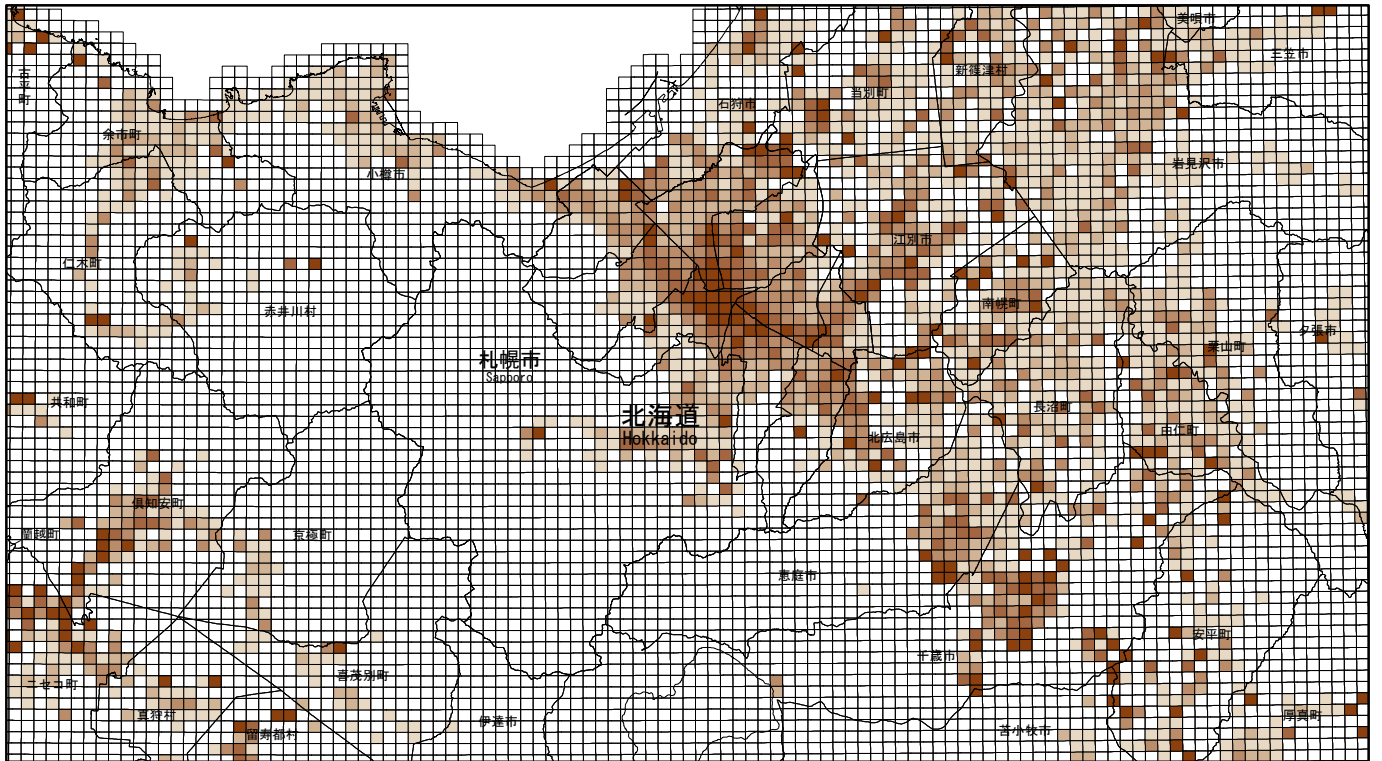 美唄市
三笠市
新篠津村
古平町
当別町
石狩市
余市町
岩見沢市
小樽市
江別市
仁木町
南幌町
赤井川村
夕張市
栗山町
札幌市
Sapporo
共和町
長沼町
北海道
Hokkaido
北広島市
由仁町
倶知安町
蘭越町
京極町
恵庭市
安平町
千歳市
喜茂別町
ニセコ町
真狩村
厚真町
伊達市
苫小牧市
留寿都村